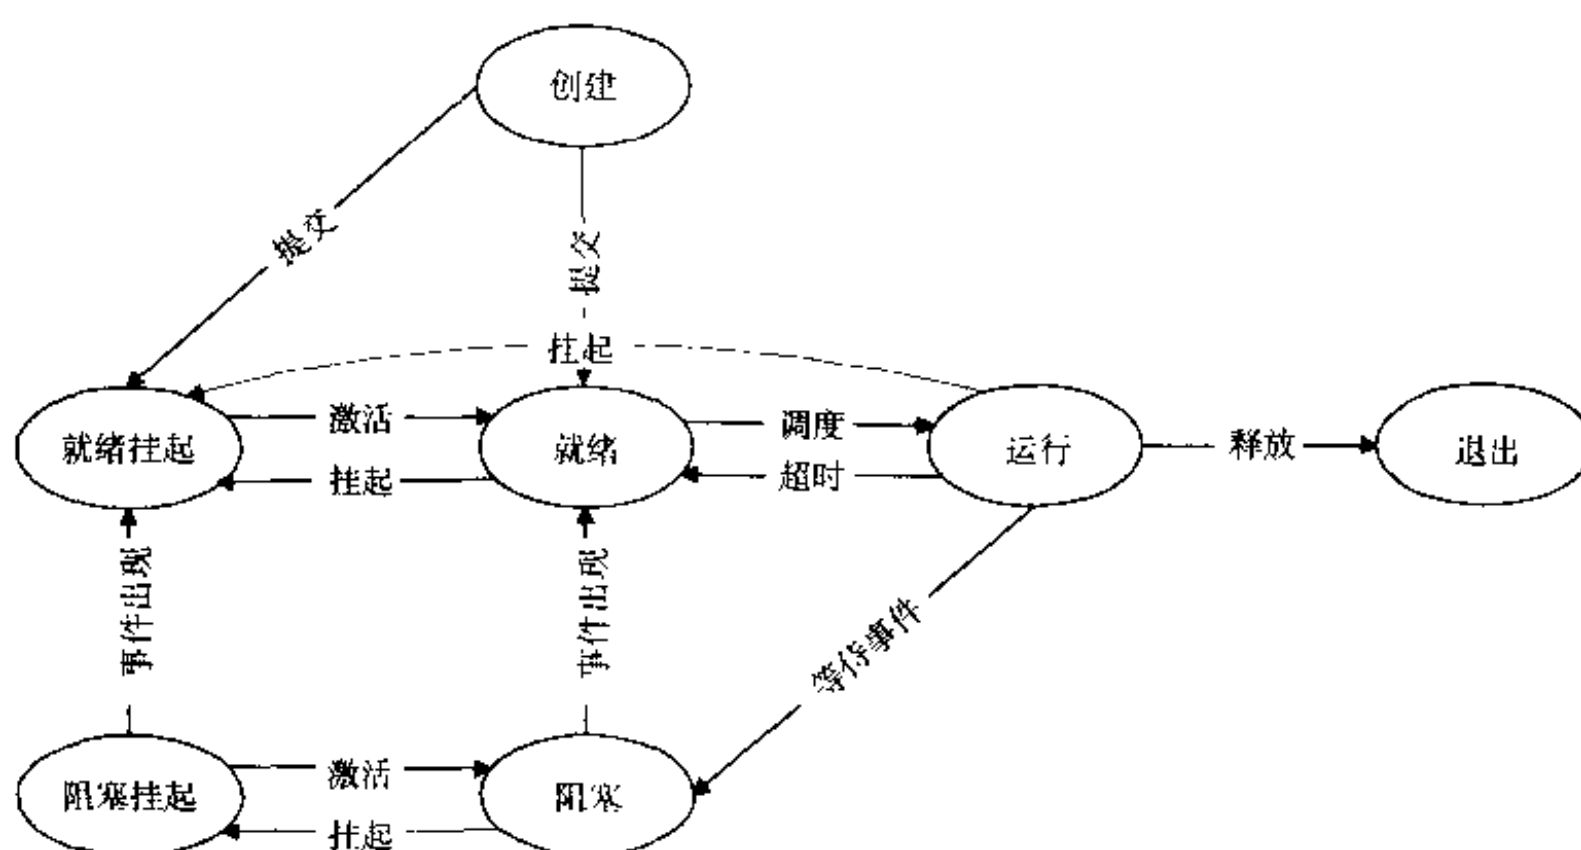 创建
提交
提交
挂起
就绪挂起
激活
挂起
就绪
调度
超时
运行
释放
退出
事件出现
事件出现
等待事件
阻塞挂起
激活
挂起
阻塞